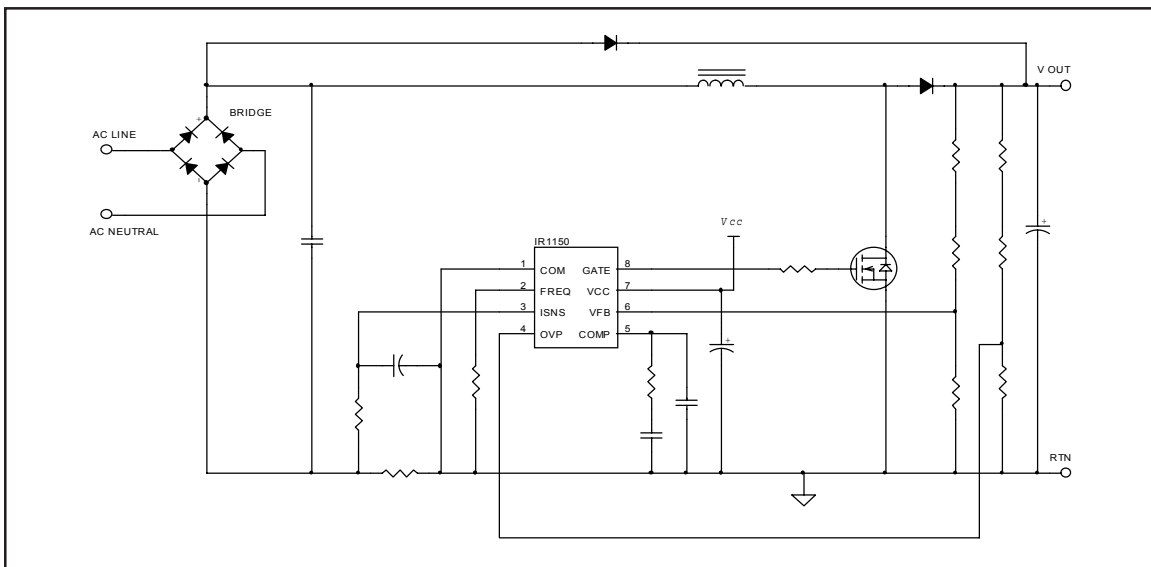 V OUT
BRIDGE
+
AC LINE
-
AC NEUTRAL
+
Vcc
IR1150
1 COM GATE 8
2 FREQ VCC 7
3 ISNS VFB 6
4 OVP COMP 5
+
RTN